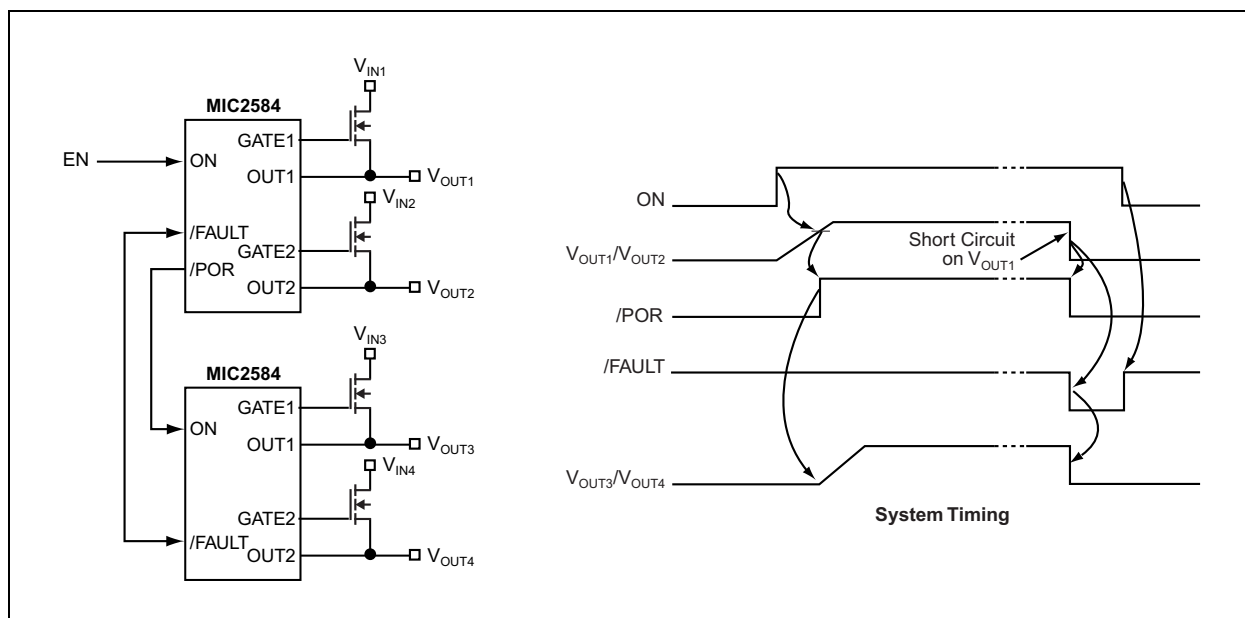 V_IN1
MIC2584
GATE1
EN
ON
OUT1
V_OUT1
V_IN2
/FAULT
GATE2
/POR
OUT2
V_OUT2
V_IN3
MIC2584
GATE1
ON
OUT1
V_OUT3
V_IN4
GATE2
/FAULT
OUT2
V_OUT4
ON
V_OUT1/V_OUT2
Short Circuit
on V_OUT1
/POR
/FAULT
V_OUT3/V_OUT4
System Timing